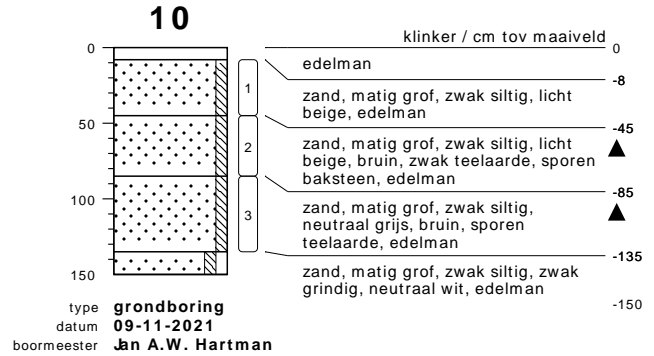 10
klinker / cm tov maaiveld
0
0
edelman
-8
1
zand, matig grof, zwak siltig, licht
beige, edelman
50
-45
2
zand, matig grof, zwak siltig, licht
beige, bruin, zwak teelaarde, sporen
baksteen, edelman
-85
100
3
zand, matig grof, zwak siltig,
neutraal grijs, bruin, sporen
teelaarde, edelman
-135
150
zand, matig grof, zwak siltig, zwak
grindig, neutraal wit, edelman
-150
type grondboring
datum 09-11-2021
boormeester Jan A.W. Hartman